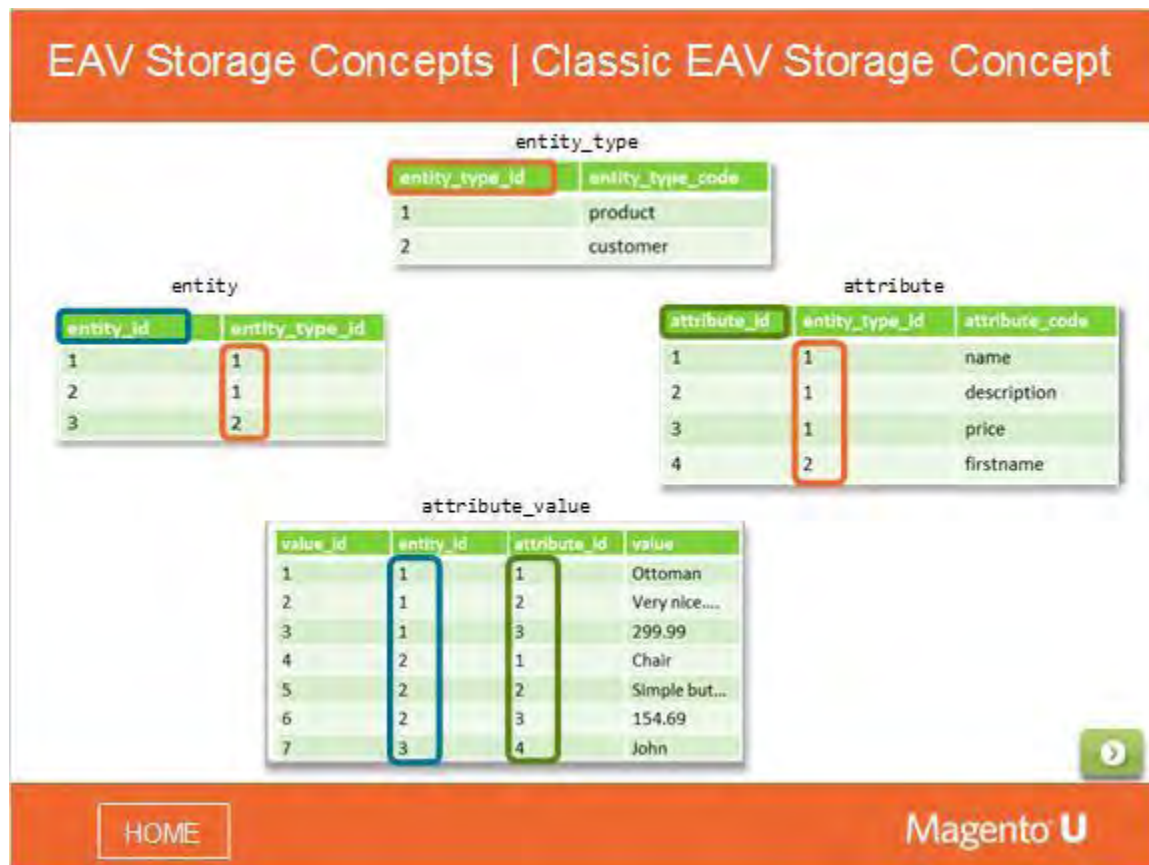 EAV Storage Concepts | Classic EAV Storage Concept
entity_type
entity_type_id entity_type_code
1 product
2 customer
entity
entity_id entity_type_id
1 1
2 1
3 2
attribute
attribute_id entity_type_id attribute_code
1 1 name
2 1 description
3 1 price
4 2 firstname
attribute_value
value_id entity_id attribute_id value
1 1 1 Ottoman
2 1 2 Very nice....
3 1 3 299.99
4 2 1 Chair
5 2 2 Simple but...
6 2 3 154.69
7 3 4 John
HOME
Magento U